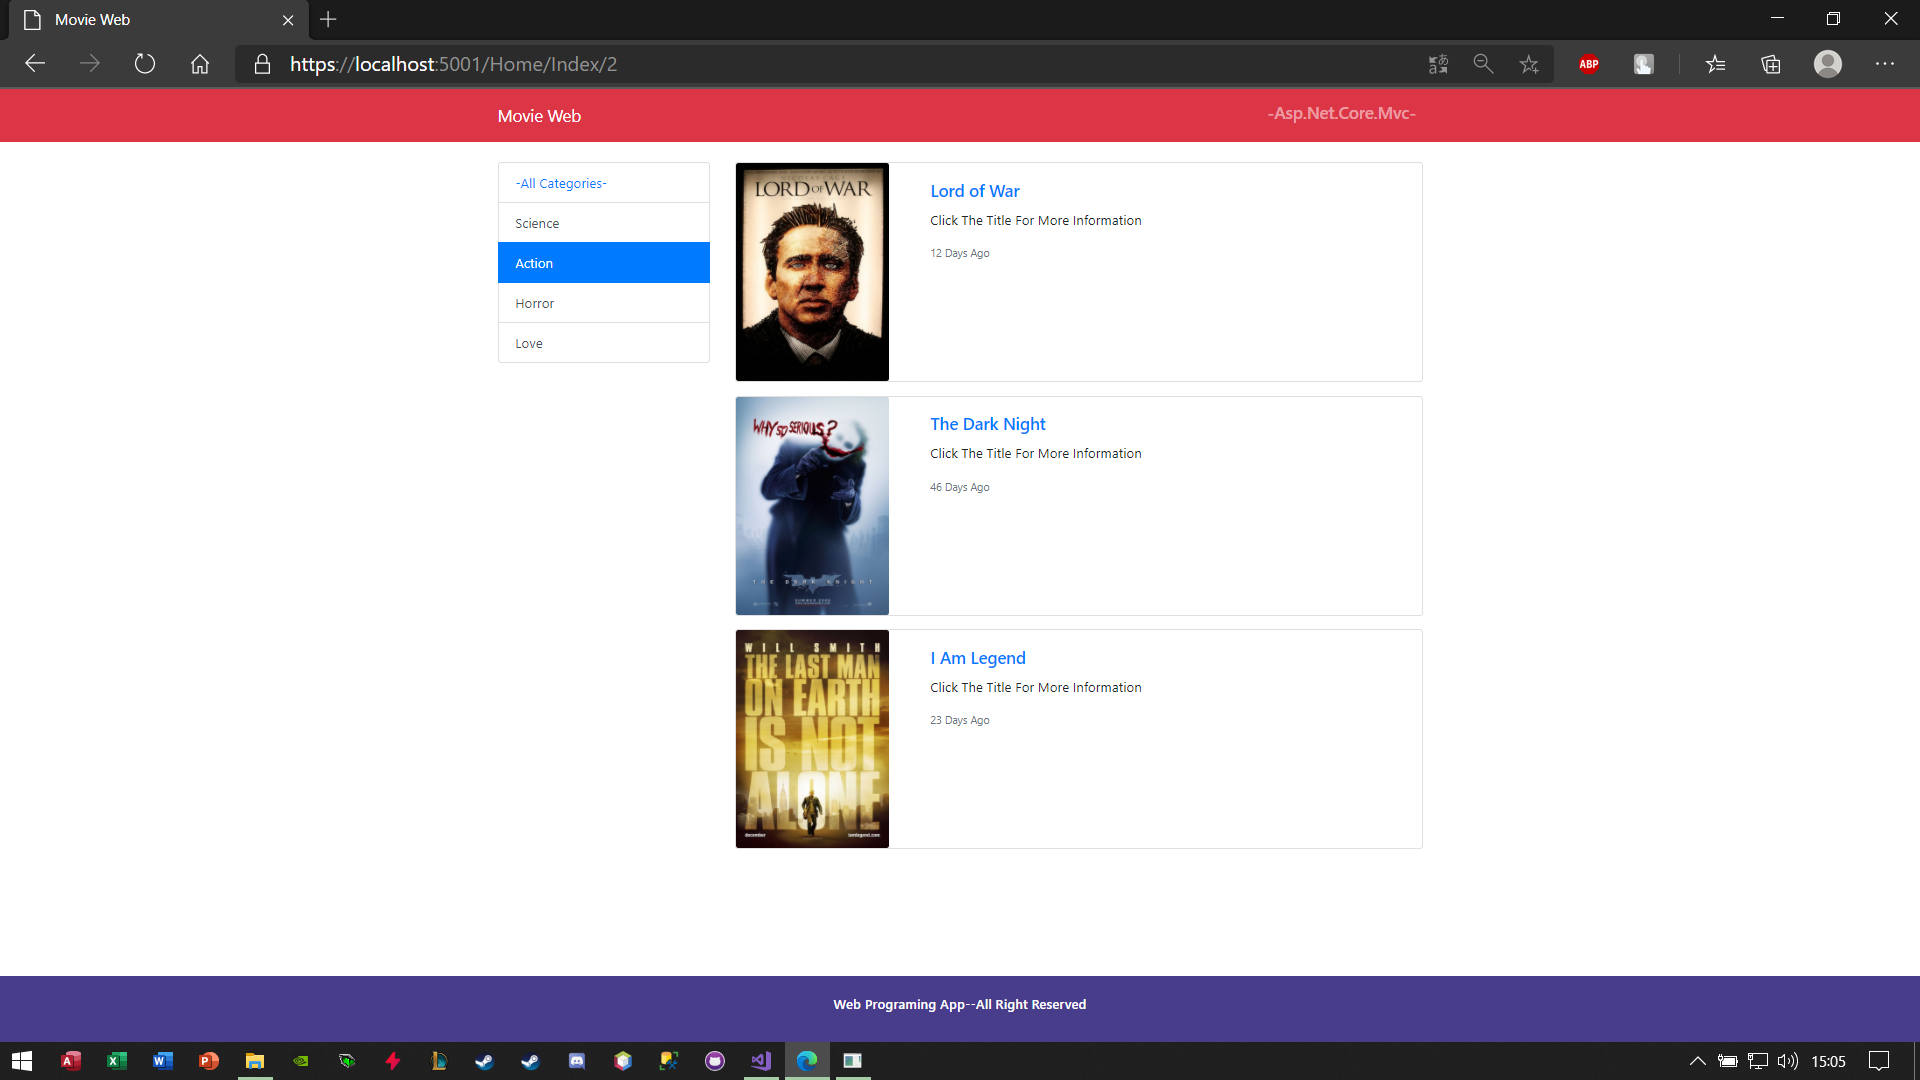 Movie Web
https://localhost:5001/Home/Index/2
ABP
Movie Web
-Asp.Net.Core.Mvc-
-All Categories-
Science
Action
Horror
Love
NICOLAS CAGE
LORD OF WAR
Lord of War
Click The Title For More Information
12 Days Ago
WHY SO SERIOUS?
THE DARK KNIGHT
The Dark Night
Click The Title For More Information
46 Days Ago
WILL SMITH
THE LAST MAN
ON EARTH
IS NOT
ALONE
december
I Am Legend
Click The Title For More Information
23 Days Ago
Web Programing App--All Right Reserved
15:05